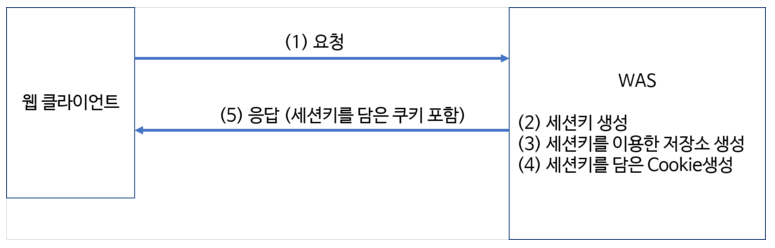 (1) 요청
웹 클라이언트
WAS
(5) 응답 (세션키를 담은 쿠키 포함)
(2) 세션키 생성
(3) 세션키를 이용한 저장소 생성
(4) 세션키를 담은 Cookie생성